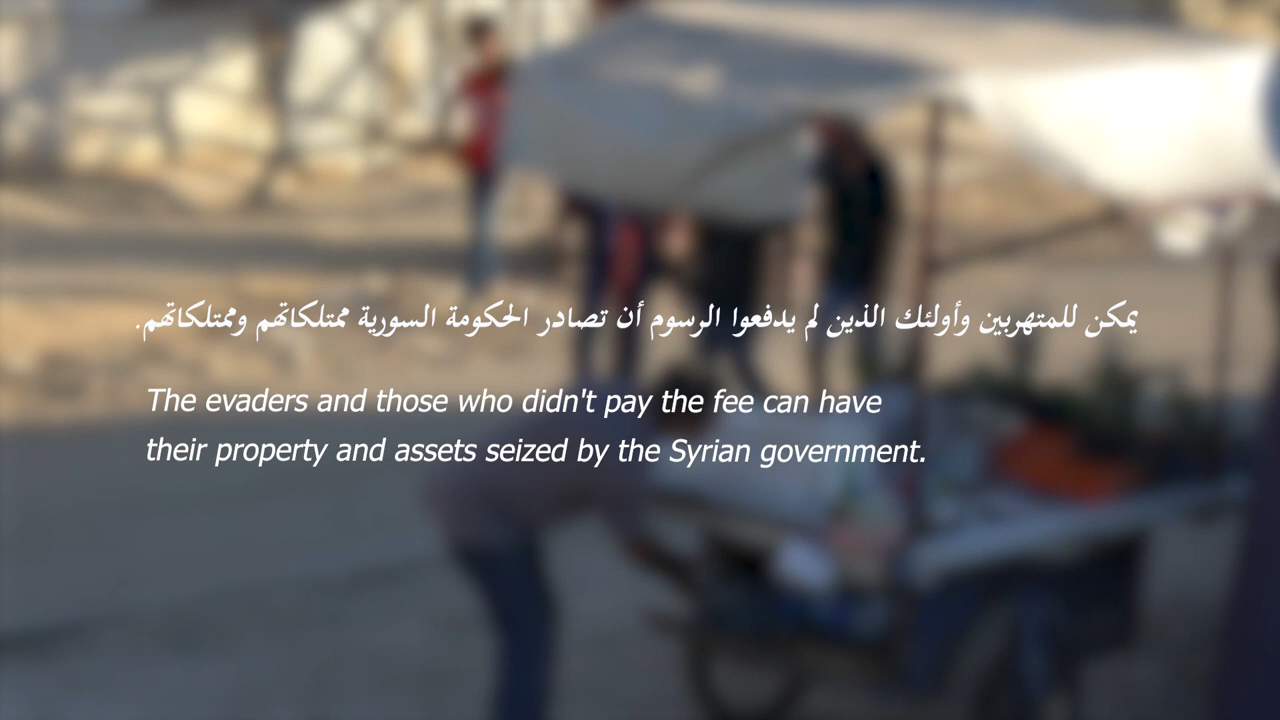 يمكن للمتهربين وأولئك الذين لم يدفعوا الرسوم أن تصادر الحكومة السورية ممتلكاتهم وممتلكاتهم.
The evaders and those who didn't pay the fee can have
their property and assets seized by the Syrian government.